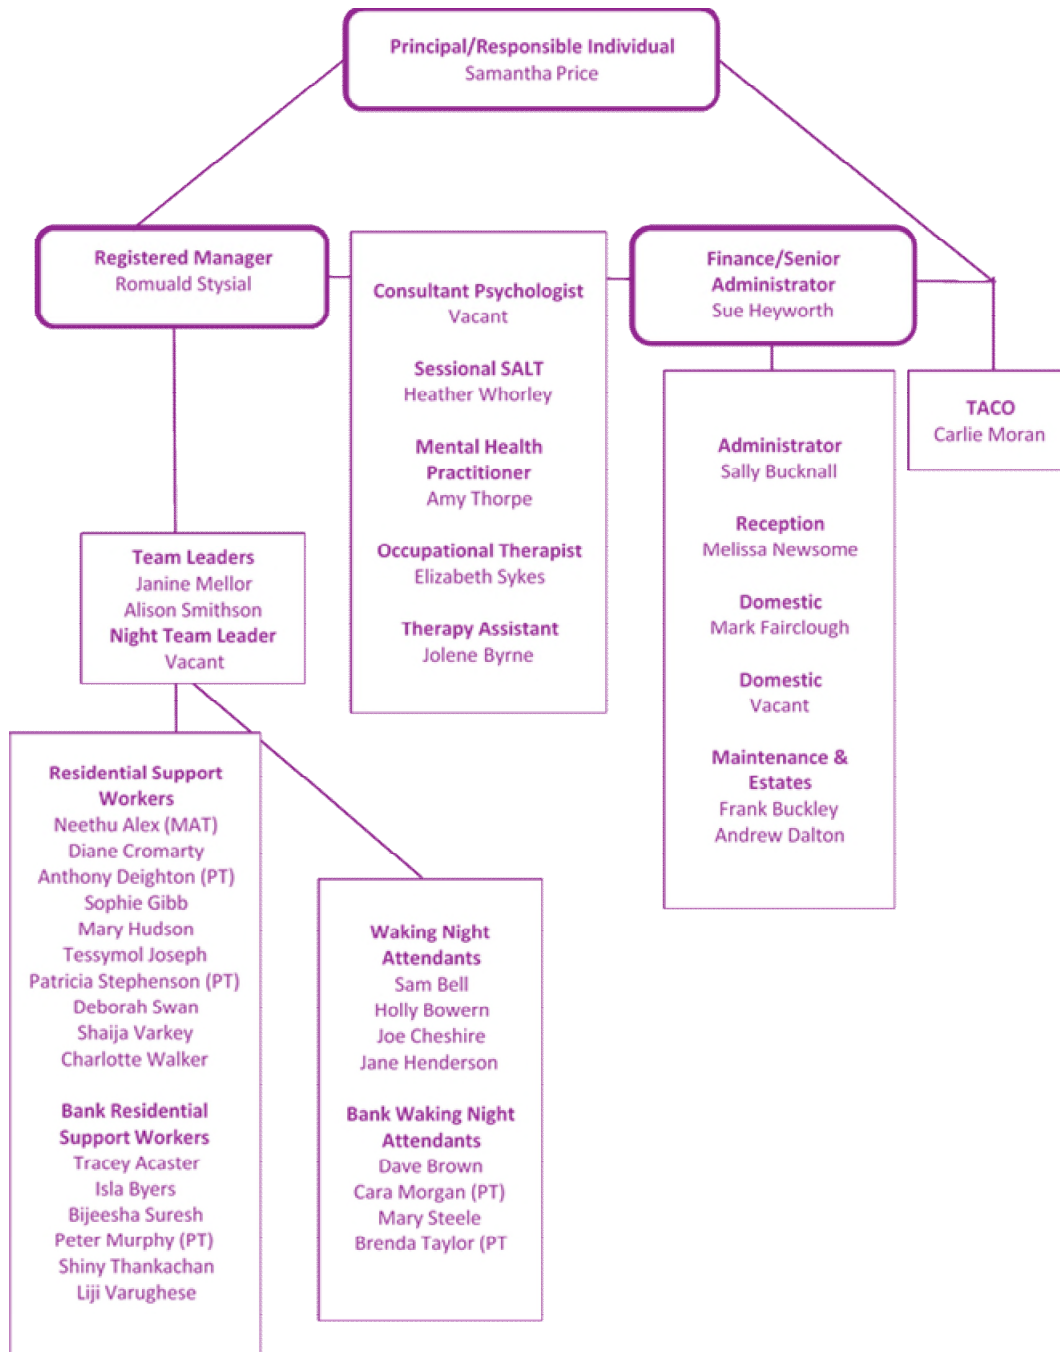 Principal/Responsible Individual
Samantha Price
Registered Manager
Romuald Stysial
Consultant Psychologist
Vacant
Sessional SALT
Heather Whorley
Mental Health
Practitioner
Amy Thorpe
Occupational Therapist
Elizabeth Sykes
Therapy Assistant
Jolene Byrne
Finance/Senior
Administrator
Sue Heyworth
TACO
Carlie Moran
Administrator
Sally Bucknall
Reception
Melissa Newsome
Domestic
Mark Fairclough
Domestic
Vacant
Maintenance &
Estates
Frank Buckley
Andrew Dalton
Team Leaders
Janine Mellor
Alison Smithson
Night Team Leader
Vacant
Residential Support
Workers
Neethu Alex (MAT)
Diane Cromarty
Anthony Deighton (PT)
Sophie Gibb
Mary Hudson
Tessymol Joseph
Patricia Stephenson (PT)
Deborah Swan
Shaija Varkey
Charlotte Walker
Bank Residential
Support Workers
Tracey Acaster
Isla Byers
Bijeesha Suresh
Peter Murphy (PT)
Shiny Thankachan
Liji Varughese
Waking Night
Attendants
Sam Bell
Holly Bowern
Joe Cheshire
Jane Henderson
Bank Waking Night
Attendants
Dave Brown
Cara Morgan (PT)
Mary Steele
Brenda Taylor (PT